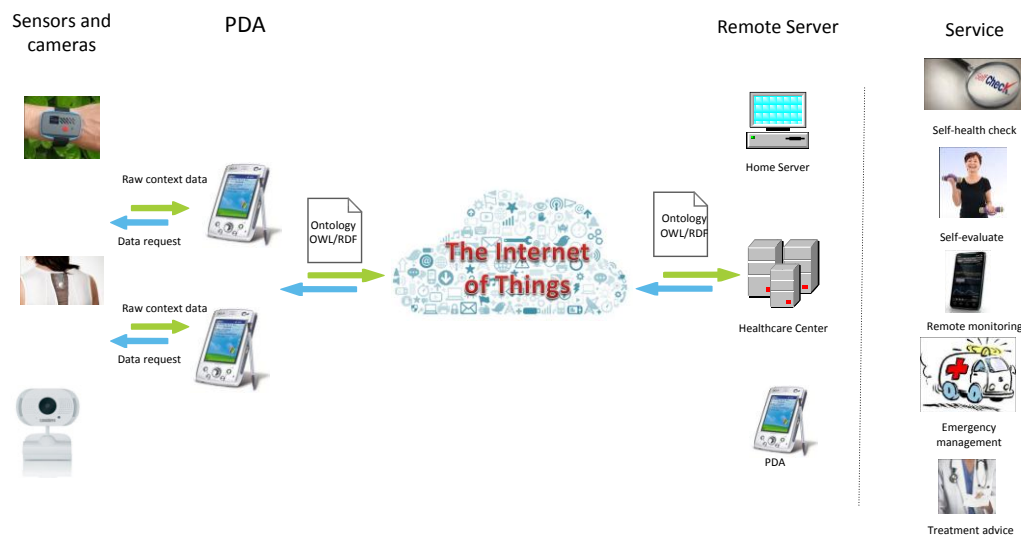 Sensors and
cameras
PDA
Remote Server
Service
Self Check
Self-health check
Home Server
Raw context data
Data request
Ontology
OWL/RDF
The Internet
of Things
Ontology
OWL/RDF
Self-evaluate
Raw context data
Data request
Healthcare Center
Remote monitoring
Emergency
management
PDA
Treatment advice